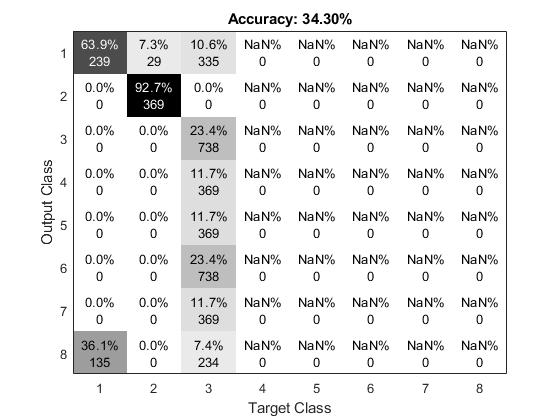 Accuracy: 34.30%
63.9% 7.3% 10.6% NaN% NaN% NaN% NaN% NaN%
1
239 29 335 0 0 0 0 0
0.0% 92.7% 0.0% NaN% NaN% NaN% NaN% NaN%
2
0 369 0 0 0 0 0 0
0.0% 0.0% 23.4% NaN% NaN% NaN% NaN% NaN%
3
0 0 738 0 0 0 0 0
0.0% 0.0% 11.7% NaN% NaN% NaN% NaN% NaN%
4
0 0 369 0 0 0 0 0
0.0% 0.0% 11.7% NaN% NaN% NaN% NaN% NaN%
5
0 0 369 0 0 0 0 0
0.0% 0.0% 23.4% NaN% NaN% NaN% NaN% NaN%
6
0 0 738 0 0 0 0 0
0.0% 0.0% 11.7% NaN% NaN% NaN% NaN% NaN%
7
0 0 369 0 0 0 0 0
36.1% 0.0% 7.4% NaN% NaN% NaN% NaN% NaN%
8
135 0 234 0 0 0 0 0
Output Class
1 2 3 4 5 6 7 8
Target Class